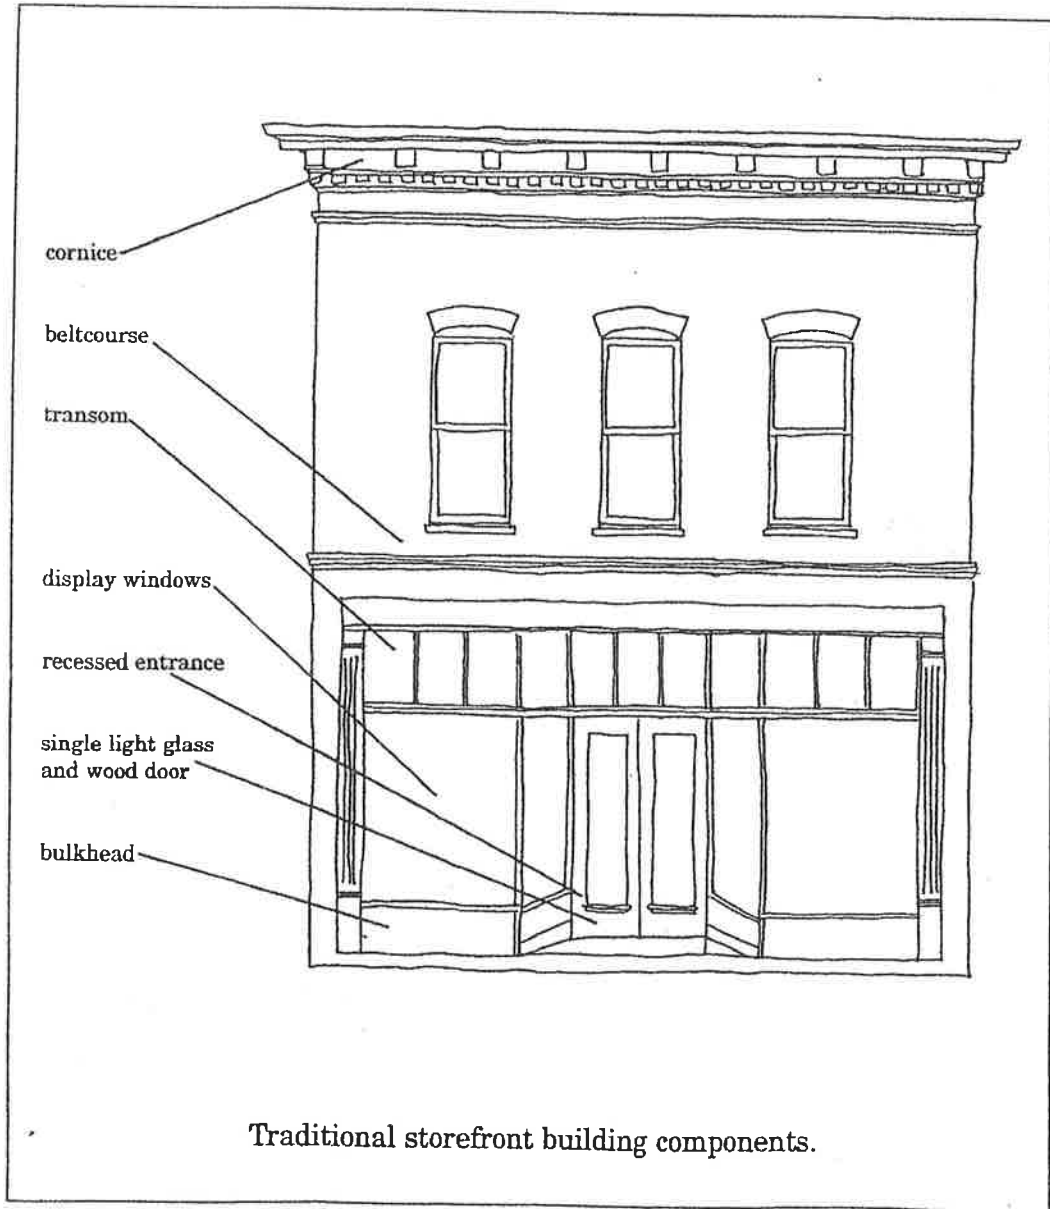 cornice
beltcourse
transom
display windows
recessed entrance
single light glass
and wood door
bulkhead
Traditional storefront building components.